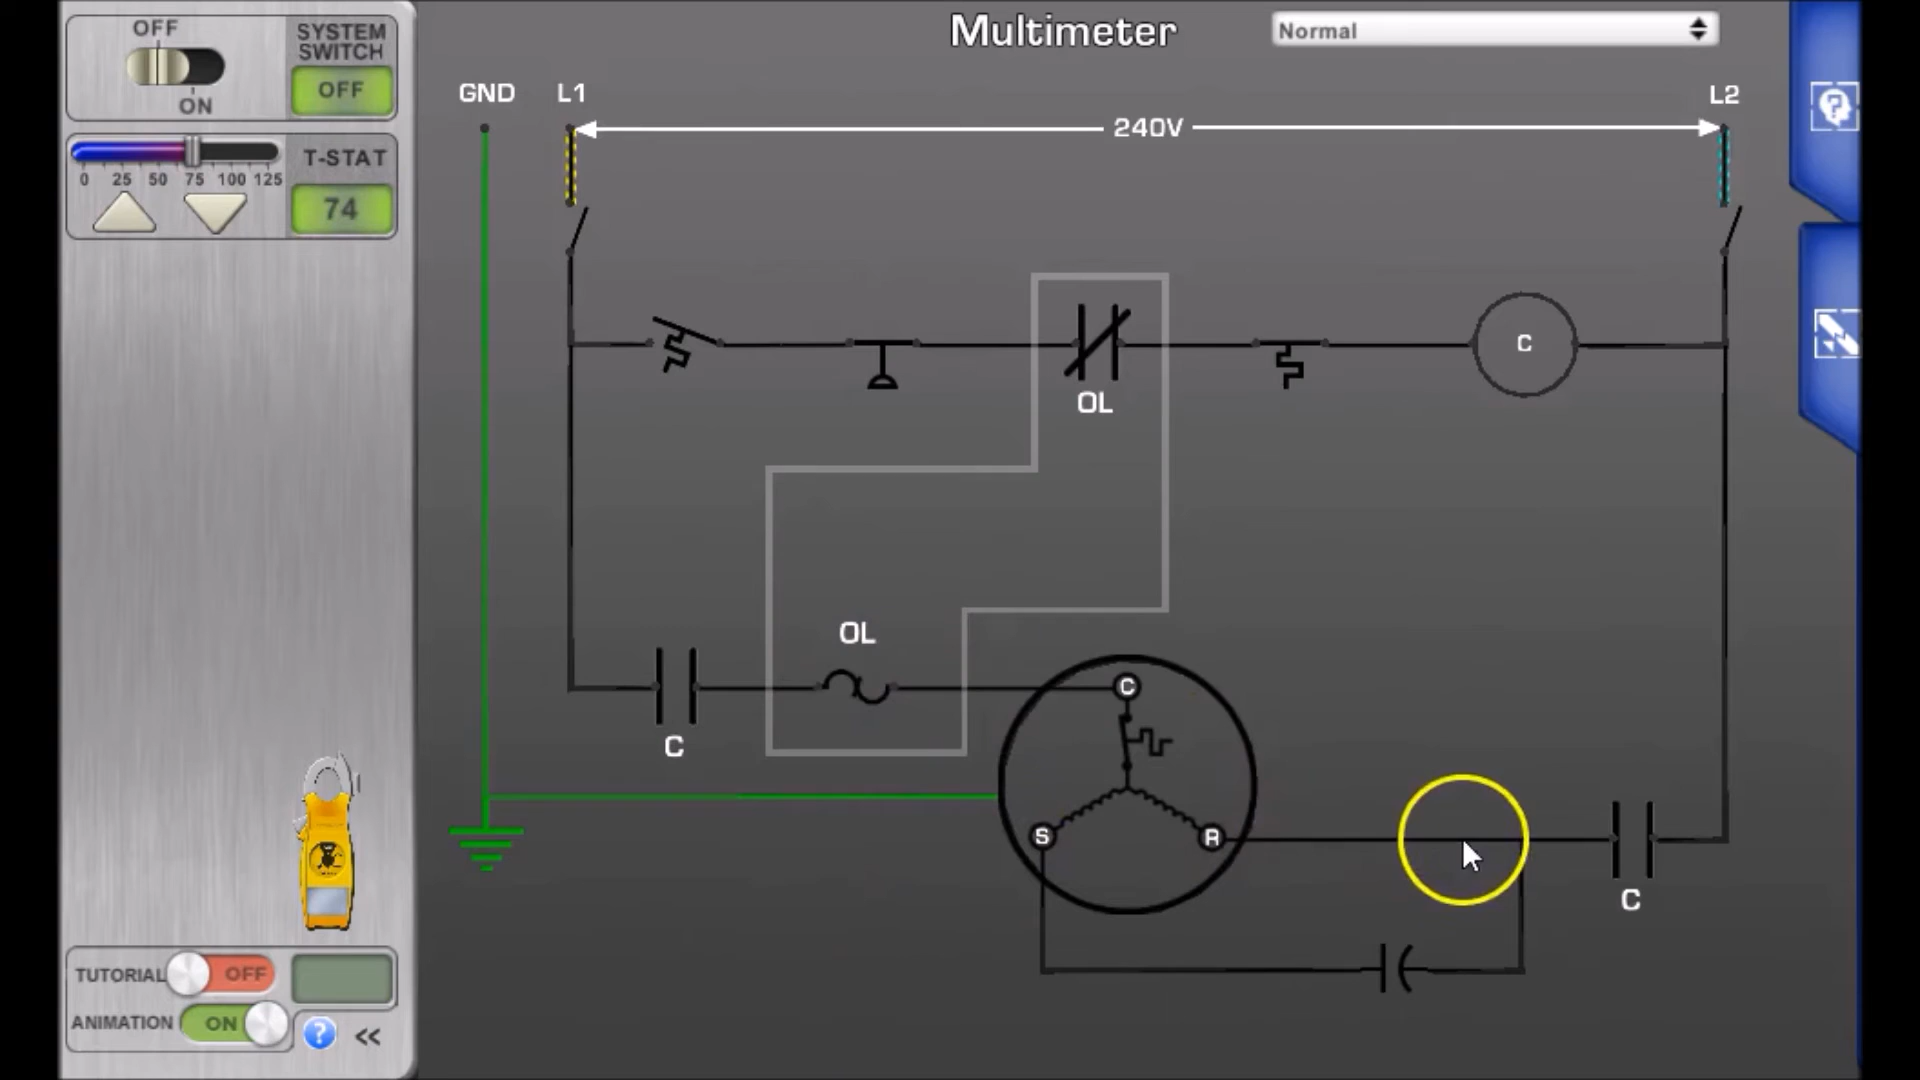 OFF
ON
SYSTEM
SWITCH
OFF
T-STAT
0 25 50 75 100 125
74
Multimeter
Normal
GND
L1
L2
240V
OL
C
OL
C
C
S
R
C
TUTORIAL OFF
ANIMATION ON
? <<